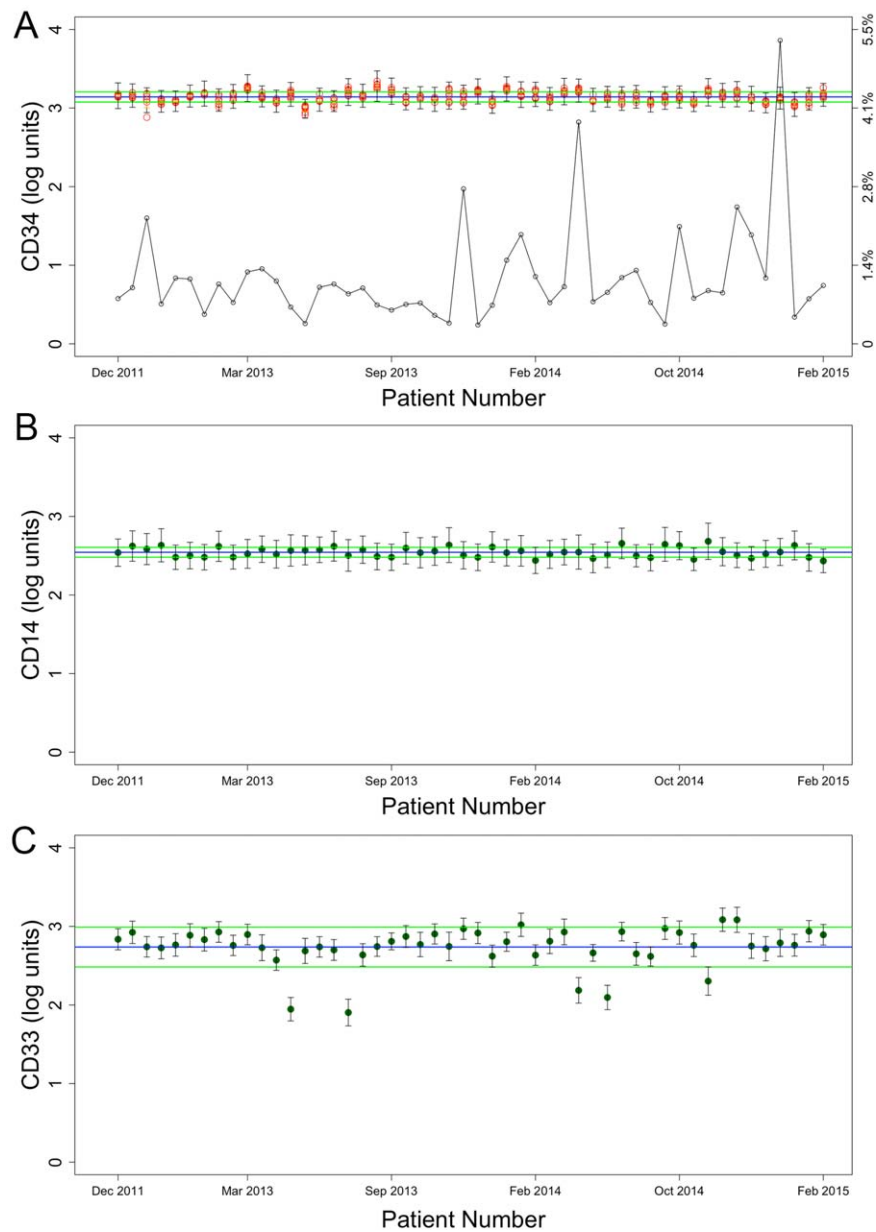 A
4
3
2
1
0
CD34 (log units)
5.5%
4.1%
2.8%
1.4%
0
Dec 2011 Mar 2013 Sep 2013 Feb 2014 Oct 2014 Feb 2015
Patient Number
B
4
3
2
1
0
CD14 (log units)
Dec 2011 Mar 2013 Sep 2013 Feb 2014 Oct 2014 Feb 2015
Patient Number
C
4
3
2
1
0
CD33 (log units)
Dec 2011 Mar 2013 Sep 2013 Feb 2014 Oct 2014 Feb 2015
Patient Number